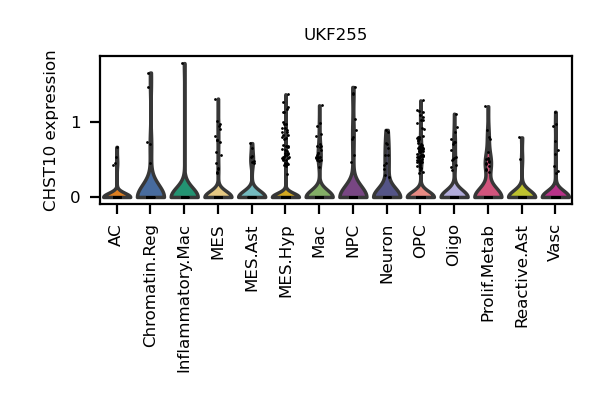 UKF255
CHST10 expression
1
0
AC
Chromatin.Reg
Inflammatory.Mac
MES
MES.Ast
MES.Hyp
Mac
NPC
Neuron
OPC
Oligo
Prolif.Metab
Reactive.Ast
Vasc